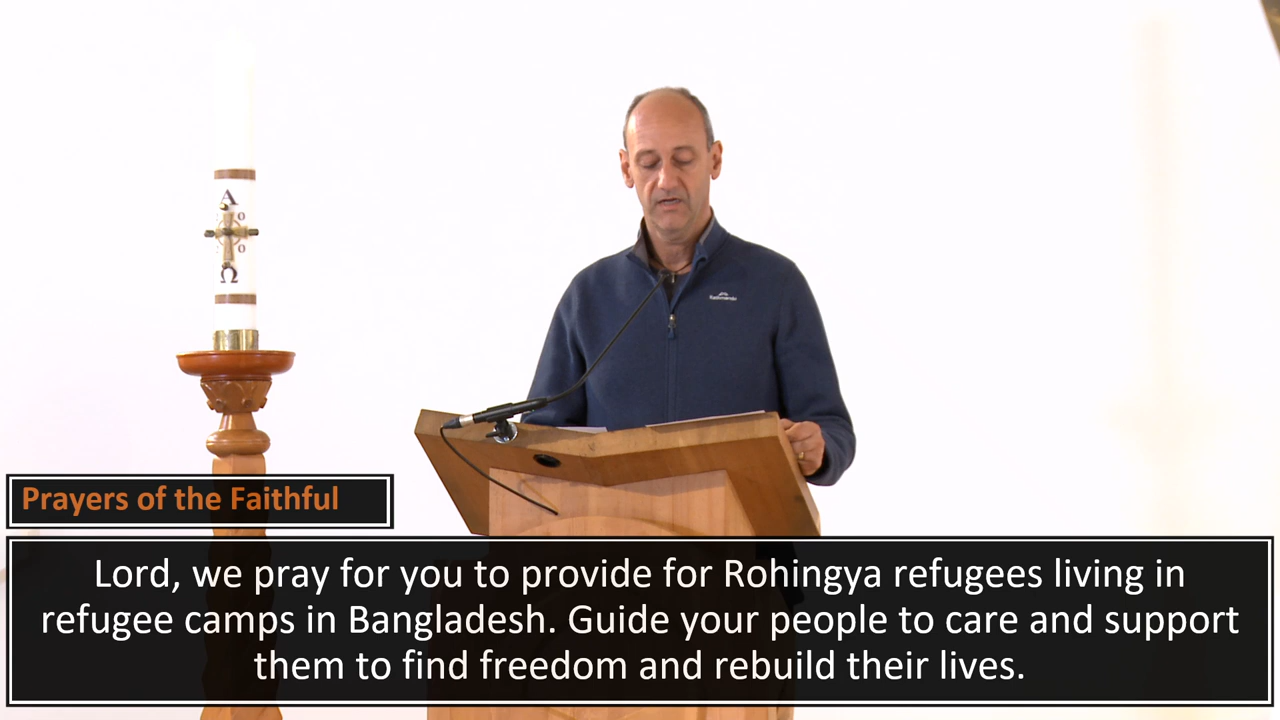 A
Ω
Kathmandu
Prayers of the Faithful
Lord, we pray for you to provide for Rohingya refugees living in
refugee camps in Bangladesh. Guide your people to care and support
them to find freedom and rebuild their lives.